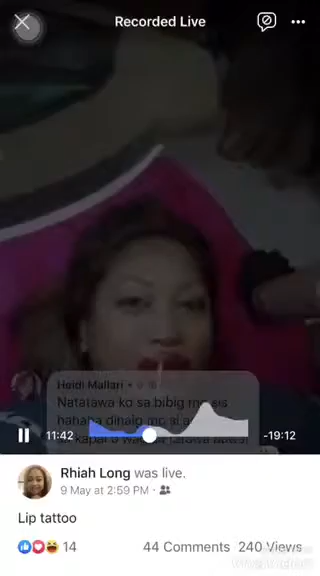 Recorded Live
Heidi Mallari
Natatawa ko sa bibig mo sis
hahaha dinaig mo si a
11:42
-19:12
Rhiah Long was live.
9 May at 2:59 PM ·
Lip tattoo
14
44 Comments 240 Views